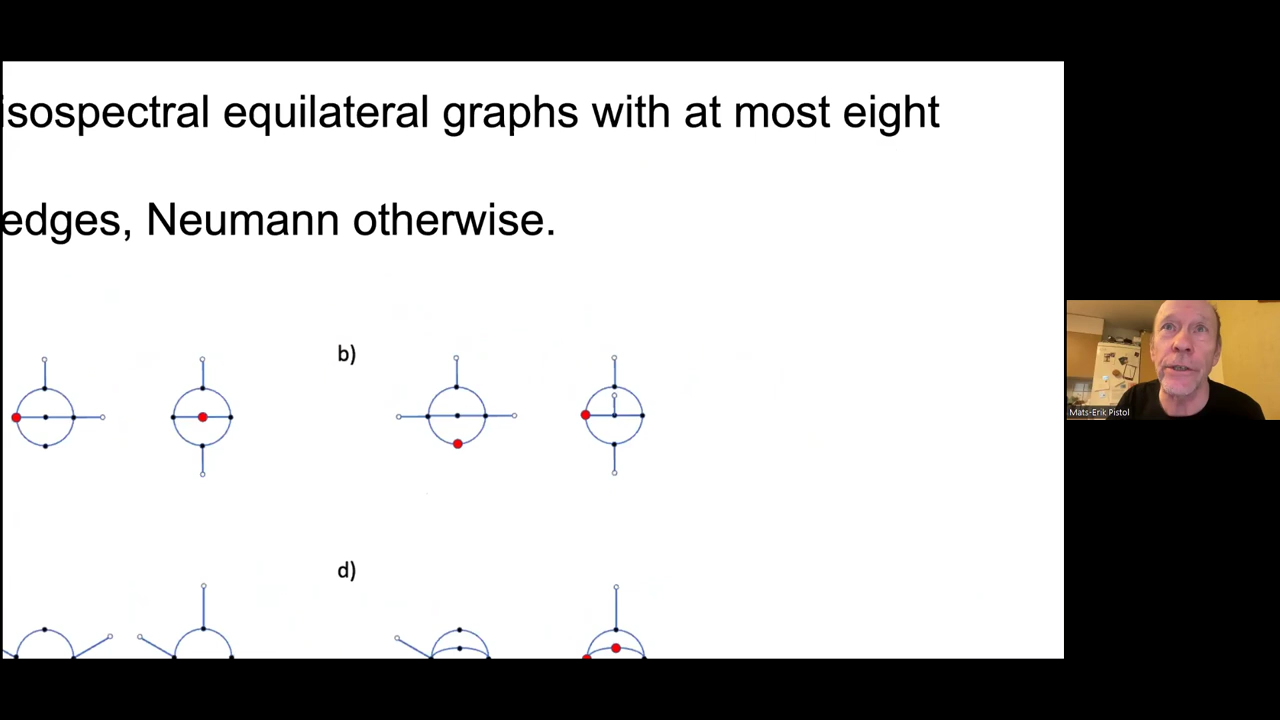 isospectral equilateral graphs with at most eight
edges, Neumann otherwise.
b)
d)
Mats-Erik Pistol